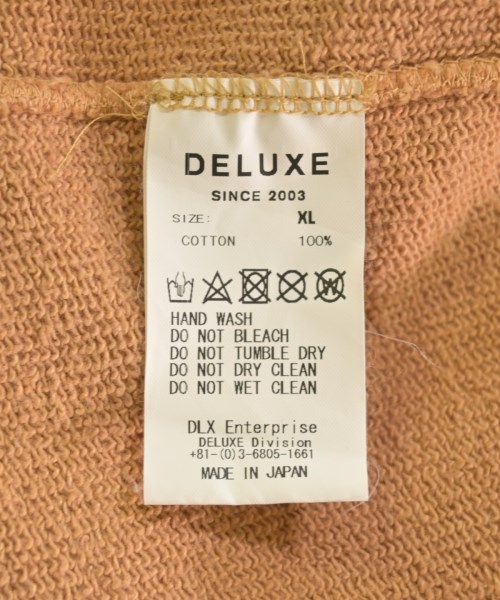 DELUXE
SINCE 2003
SIZE: XL
COTTON 100%
W
HAND WASH
DO NOT BLEACH
DO NOT TUMBLE DRY
DO NOT DRY CLEAN
DO NOT WET CLEAN
DLX Enterprise
DELUXE Division
+81-(0)3-6805-1661
MADE IN JAPAN